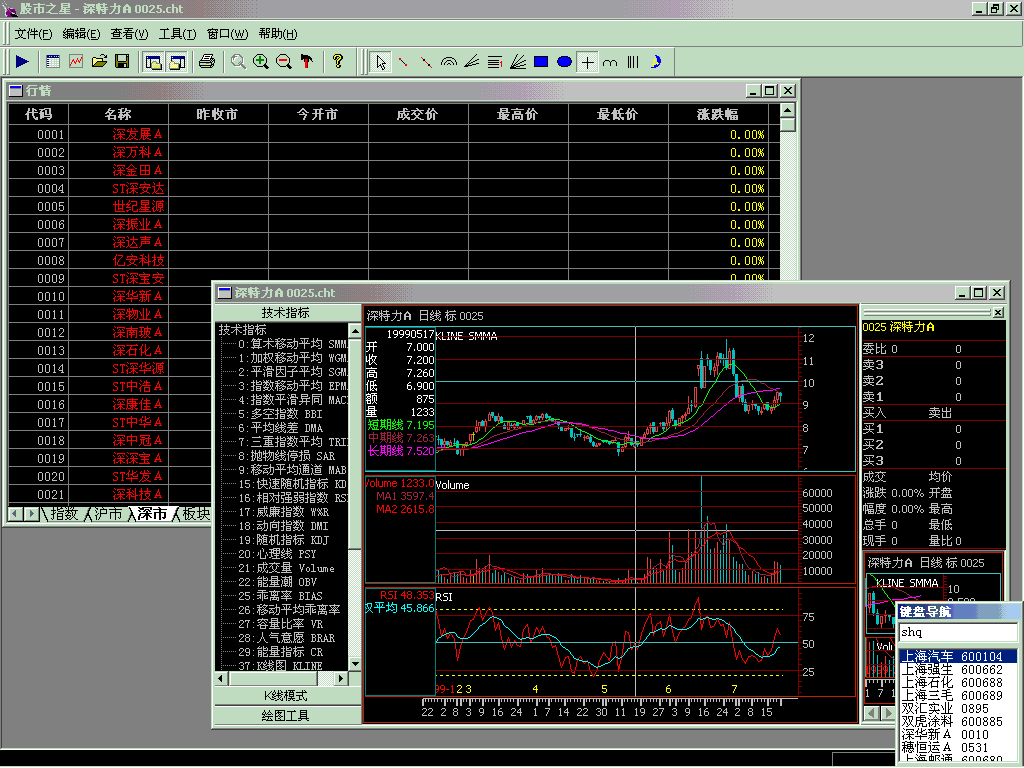 股市之星 - 深特力A 0025.cht
文件(F) 编辑(E) 查看(V) 工具(T) 窗口(W) 帮助(H)
行情
代码 名称 昨收市 今开市 成交价 最高价 最低价 涨跌幅
0001 深发展A 0.00%
0002 深万科A 0.00%
0003 深金田A 0.00%
0004 ST深安达 0.00%
0005 世纪星源 0.00%
0006 深振业A 0.00%
0007 深达声A 0.00%
0008 亿安科技 0.00%
0009 ST深宝安 0.00%
0010 深华新A
0011 深物业A
0012 深南玻A
0013 深石化A
0014 ST深华源
0015 ST中浩A
0016 深康佳A
0017 ST中华A
0018 深中冠A
0019 深深宝A
0020 ST华发A
0021 深科技A
指数 沪市 深市 板块
深特力A 0025.cht
技术指标
技术指标
0:算术移动平均 SMM
1:加权移动平均 WGM
2:平滑因子平均 SGM
3:指数移动平均 EPM
4:指数平滑异同 MAC
5:多空指数 BBI
6:平均线差 DMA
7:三重指数平均 TRI
8:抛物线停损 SAR
9:移动平均通道 MAB
15:快速随机指标 KD
16:相对强弱指数 RS
17:威廉指数 WXR
18:动向指数 DMI
19:随机指标 KDJ
20:心理线 PSY
21:成交量 Volume
22:能量潮 OBV
25:乖离率 BIAS
26:移动平均乖离率
27:容量比率 VR
28:人气意愿 BRAR
29:能量指标 CR
37:K线图 KLINE
K线模式
绘图工具
深特力A 日线 标 0025
19990517 KLINE SMMA
开 7.000
收 7.200
高 7.260
低 6.900
额 875
量 1233
短期线 7.195
中期线 7.263
长期线 7.520
12
11
10
9
8
7
6
Volume 1233.0 Volume
MA1 3597.4
MA2 2615.8
60000
50000
40000
30000
20000
10000
RSI 48.353 RSI
平均 45.866
75
50
25
99-1 2 3 4 5 6 7
22 2 8 3 9 16 24 1 7 14 22 30 11 19 27 3 9 16 24 2 8 15
0025 深特力A
委比 0 0
卖3 0
卖2 0
卖1 0
买入 卖出
买1 0
买2 0
买3 0
成交 均价
涨跌 0.00% 开盘
幅度 0.00% 最高
总手 0 最低
现手 0 量比 0
深特力A 日线 标 0025
KLINE SMMA
10
Vol
1 7 1
键盘导航
shq
上海汽车 600104
上海强生 600662
上海石化 600688
上海三毛 600689
双汇实业 0895
双虎涂料 600885
深华新A 0010
穗恒运A 0531
上海邮通 600680